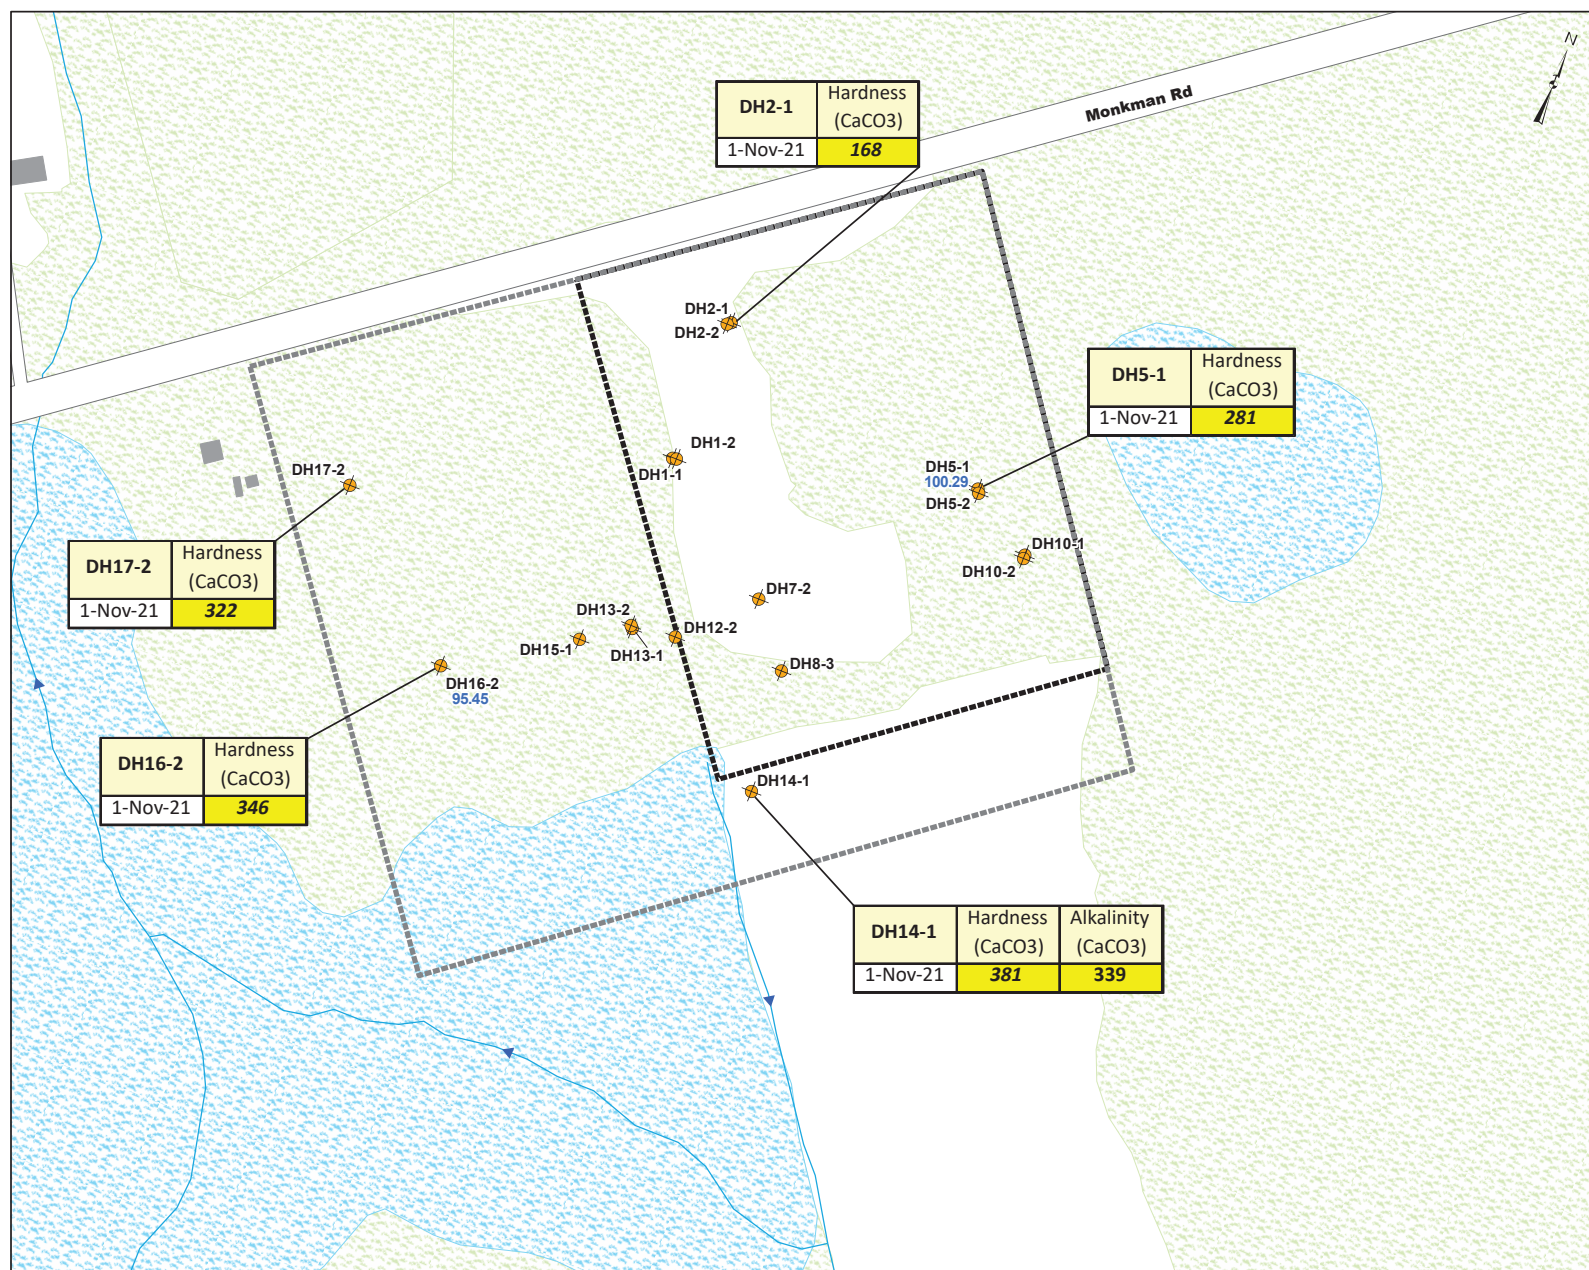 N
Monkman Rd
DH2-1 Hardness (CaCO3)
1-Nov-21 168
DH2-1
DH2-2
DH5-1 Hardness (CaCO3)
1-Nov-21 281
DH1-2
DH1-1
DH5-1
100.29
DH5-2
DH17-2
DH10-1
DH10-2
DH17-2 Hardness (CaCO3)
1-Nov-21 322
DH7-2
DH13-2
DH12-2
DH15-1
DH13-1
DH8-3
DH16-2
95.45
DH16-2 Hardness (CaCO3)
1-Nov-21 346
DH14-1
DH14-1 Hardness (CaCO3) Alkalinity (CaCO3)
1-Nov-21 381 339